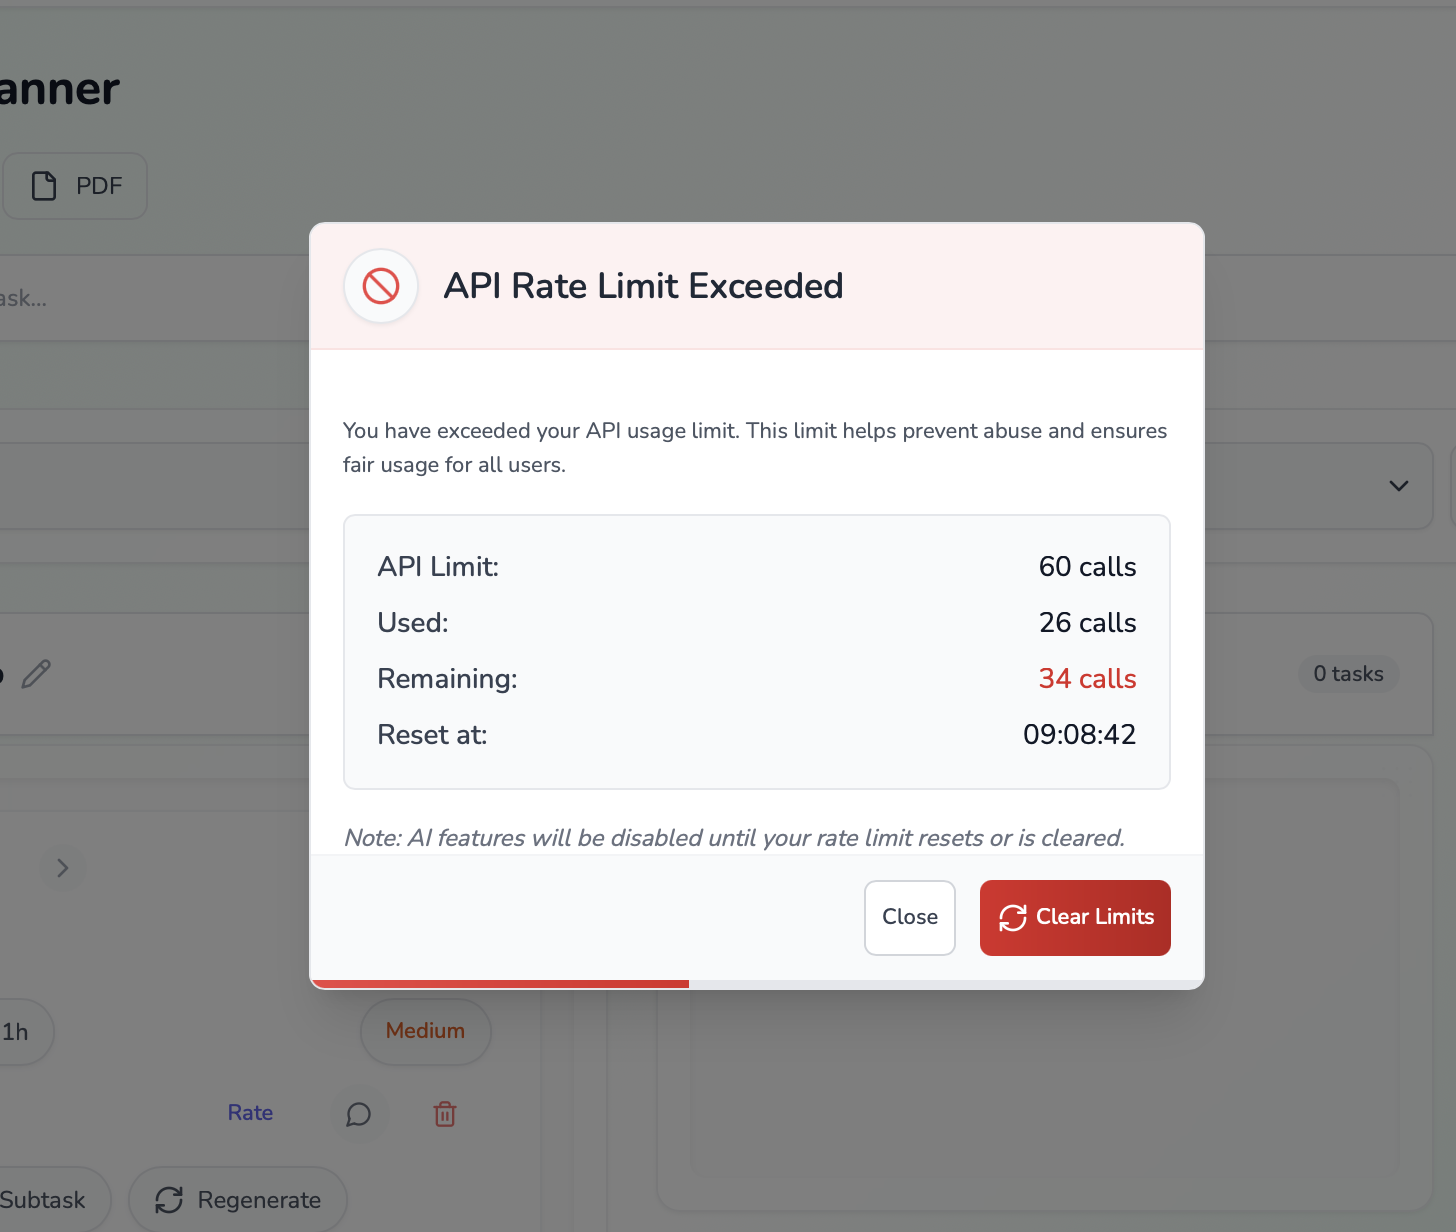 anner
PDF
ask...
API Rate Limit Exceeded
You have exceeded your API usage limit. This limit helps prevent abuse and ensures
fair usage for all users.
API Limit: 60 calls
Used: 26 calls
Remaining: 34 calls
Reset at: 09:08:42
Note: AI features will be disabled until your rate limit resets or is cleared.
Close Clear Limits
0 tasks
1h Medium
Rate
Subtask Regenerate